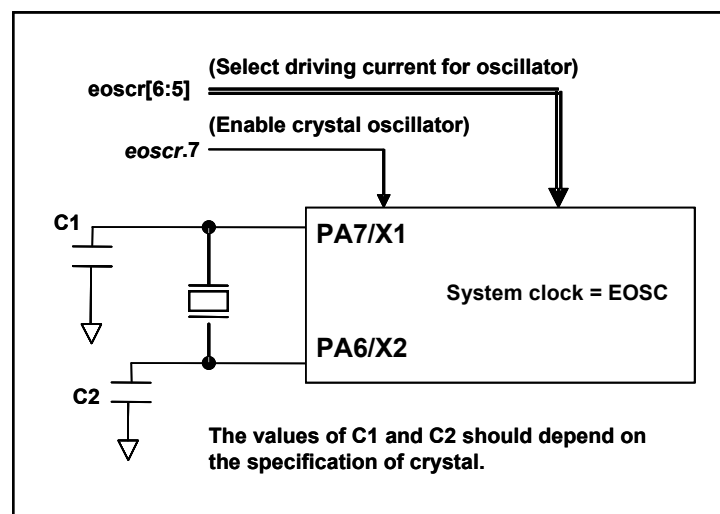 (Select driving current for oscillator)
eoscr[6:5]
(Enable crystal oscillator)
eoscr.7
C1
PA7/X1
System clock = EOSC
PA6/X2
C2
The values of C1 and C2 should depend on
the specification of crystal.